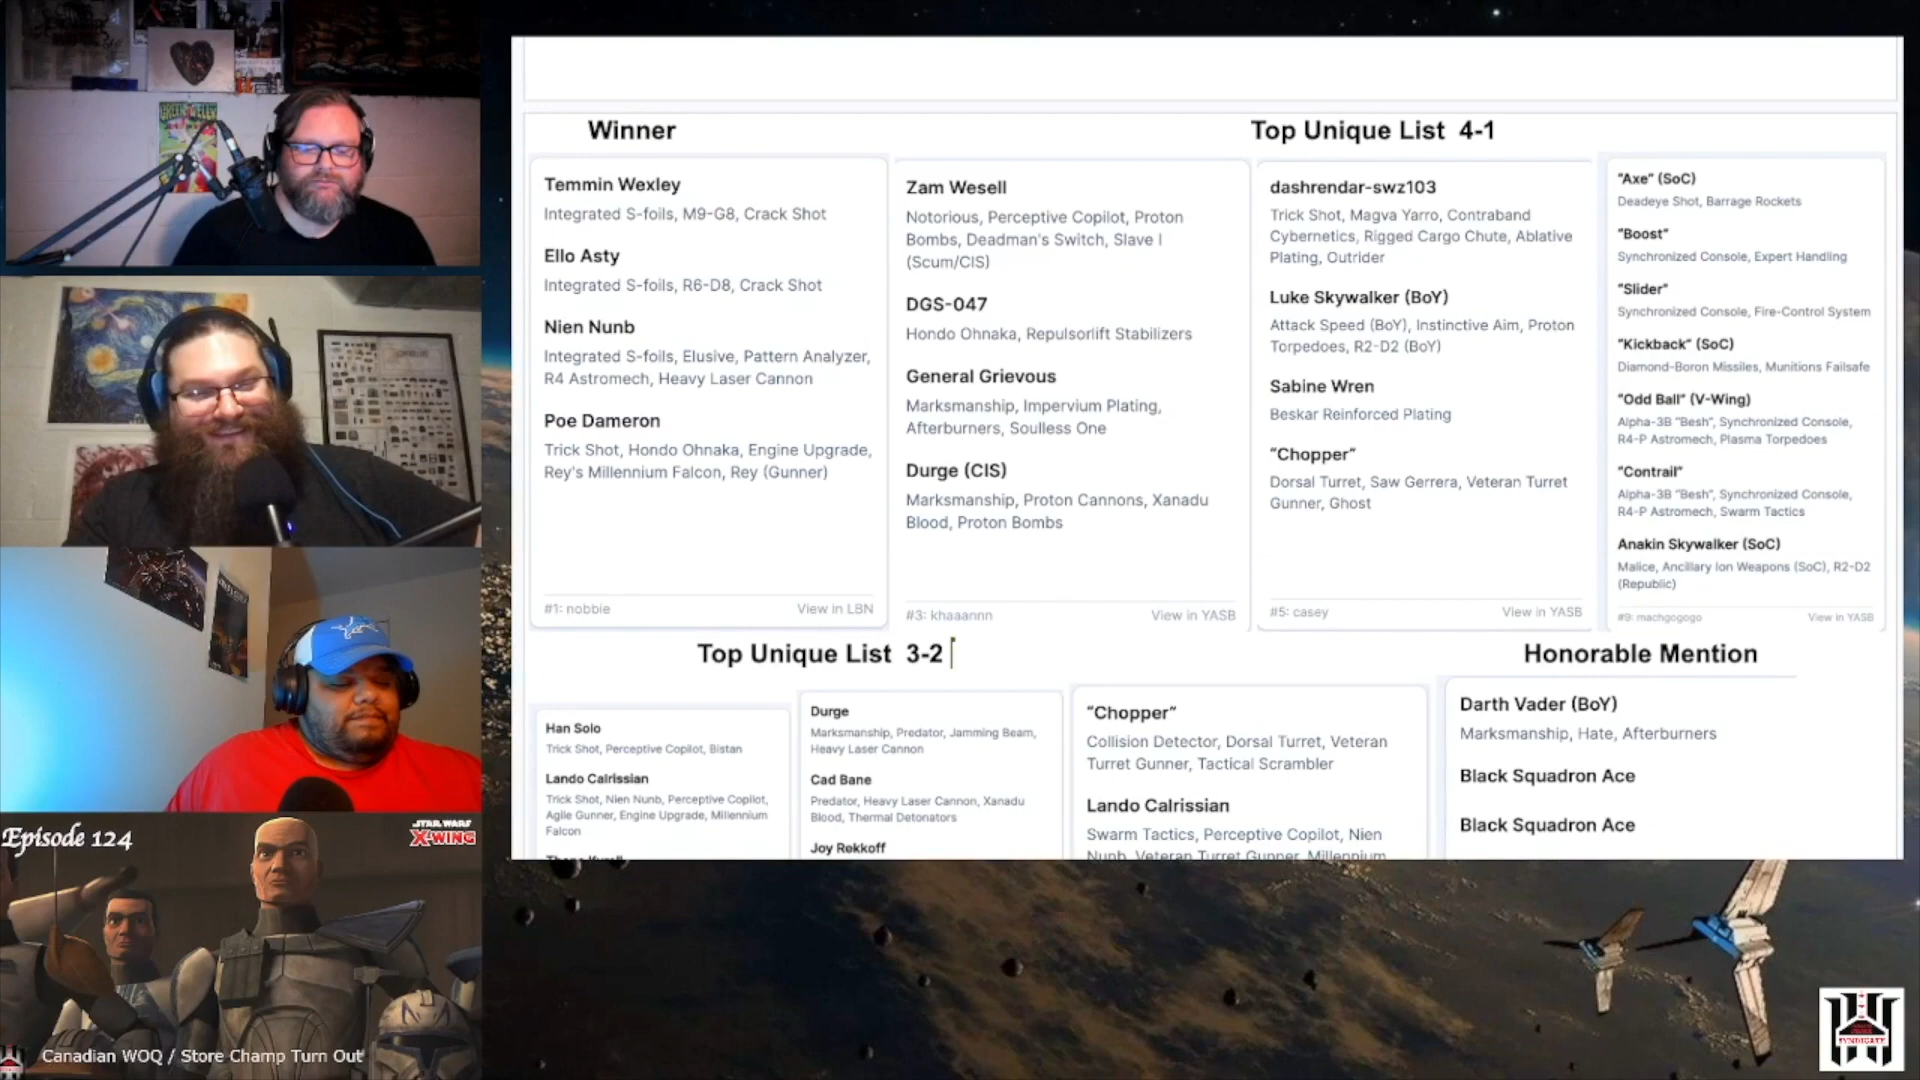 Winner
Top Unique List 4-1
Temmin Wexley
Integrated S-foils, M9-G8, Crack Shot
Ello Asty
Integrated S-foils, R6-D8, Crack Shot
Nien Nunb
Integrated S-foils, Elusive, Pattern Analyzer,
R4 Astromech, Heavy Laser Cannon
Poe Dameron
Trick Shot, Hondo Ohnaka, Engine Upgrade,
Rey's Millennium Falcon, Rey (Gunner)
#1: nobbie
View in LBN
Zam Wesell
Notorious, Perceptive Copilot, Proton
Bombs, Deadman's Switch, Slave I
(Scum/CIS)
DGS-047
Hondo Ohnaka, Repulsorlift Stabilizers
General Grievous
Marksmanship, Impervium Plating,
Afterburners, Soulless One
Durge (CIS)
Marksmanship, Proton Cannons, Xanadu
Blood, Proton Bombs
#3: khaaannn
View in YASB
dashrendar-swz103
Trick Shot, Magva Yarro, Contraband
Cybernetics, Rigged Cargo Chute, Ablative
Plating, Outrider
Luke Skywalker (BoY)
Attack Speed (BoY), Instinctive Aim, Proton
Torpedoes, R2-D2 (BoY)
Sabine Wren
Beskar Reinforced Plating
"Chopper"
Dorsal Turret, Saw Gerrera, Veteran Turret
Gunner, Ghost
#5: casey
View in YASB
"Axe" (SoC)
Deadeye Shot, Barrage Rockets
"Boost"
Synchronized Console, Expert Handling
"Slider"
Synchronized Console, Fire-Control System
"Kickback" (SoC)
Diamond-Boron Missiles, Munitions Failsafe
"Odd Ball" (V-Wing)
Alpha-3B "Besh", Synchronized Console,
R4-P Astromech, Plasma Torpedoes
"Contrail"
Alpha-3B "Besh", Synchronized Console,
R4-P Astromech, Swarm Tactics
Anakin Skywalker (SoC)
Malice, Ancillary Ion Weapons (SoC), R2-D2
(Republic)
#9: machgogogo
View in YASB
Top Unique List 3-2
Honorable Mention
Han Solo
Trick Shot, Perceptive Copilot, Bistan
Lando Calrissian
Trick Shot, Nien Nunb, Perceptive Copilot,
Agile Gunner, Engine Upgrade, Millennium
Falcon
Durge
Marksmanship, Predator, Jamming Beam,
Heavy Laser Cannon
Cad Bane
Predator, Heavy Laser Cannon, Xanadu
Blood, Thermal Detonators
Joy Rekkoff
"Chopper"
Collision Detector, Dorsal Turret, Veteran
Turret Gunner, Tactical Scrambler
Lando Calrissian
Swarm Tactics, Perceptive Copilot, Nien
Nunb, Veteran Turret Gunner, Millennium
Darth Vader (BoY)
Marksmanship, Hate, Afterburners
Black Squadron Ace
Black Squadron Ace
Episode 124
STAR WARS
X-WING
Canadian WOQ / Store Champ Turn Out
SYNDICATE